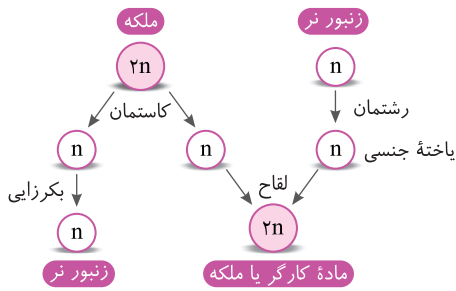 زنبور نر
ملکه
n
۲n
رشتمان
کاستمان
یاختهٔ جنسی
n
n
n
لقاح
بکرزایی
۲n
n
مادهٔ کارگر یا ملکه
زنبور نر